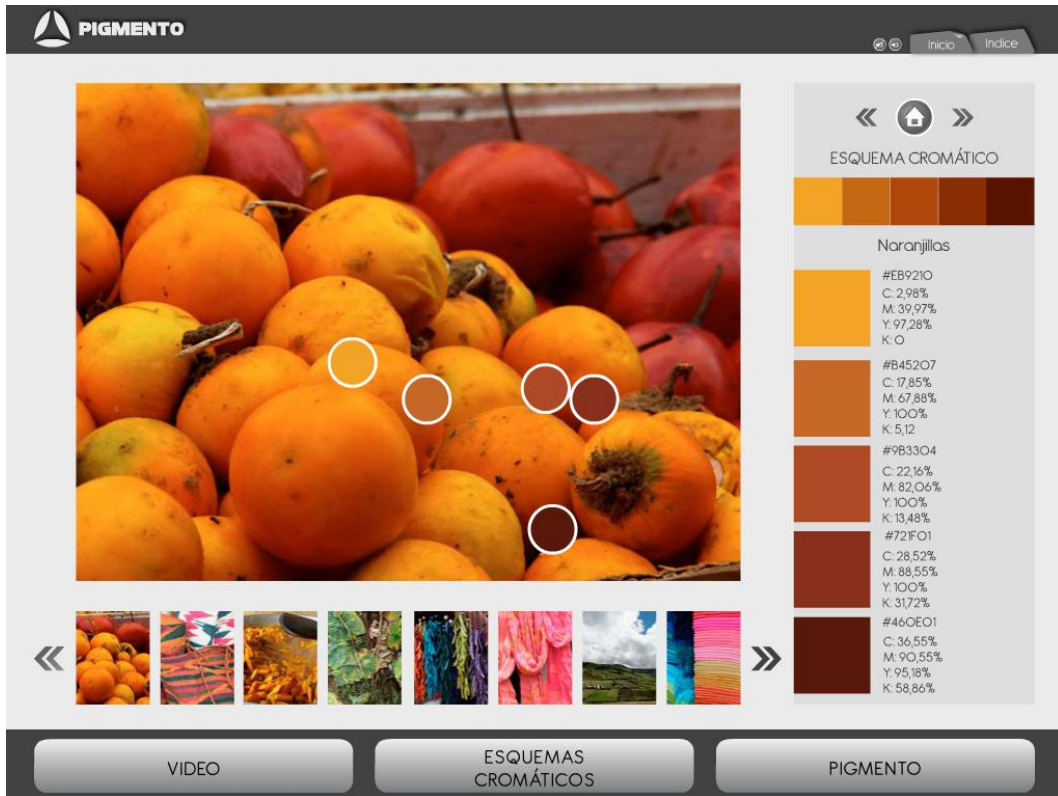 PIGMENTO
Inicio
Indice
ESQUEMA CROMÁTICO
Naranjillas
#EB9210
C: 2,98%
M: 39,97%
Y: 97,28%
K: 0
#B45207
C: 17,85%
M: 67,88%
Y: 100%
K: 5,12
#9B3304
C: 22,16%
M: 82,06%
Y: 100%
K: 13,48%
#721F01
C: 28,52%
M: 88,55%
Y: 100%
K: 31,72%
#460E01
C: 36,55%
M: 90,55%
Y: 95,18%
K: 58,86%
VIDEO
ESQUEMAS
CROMÁTICOS
PIGMENTO